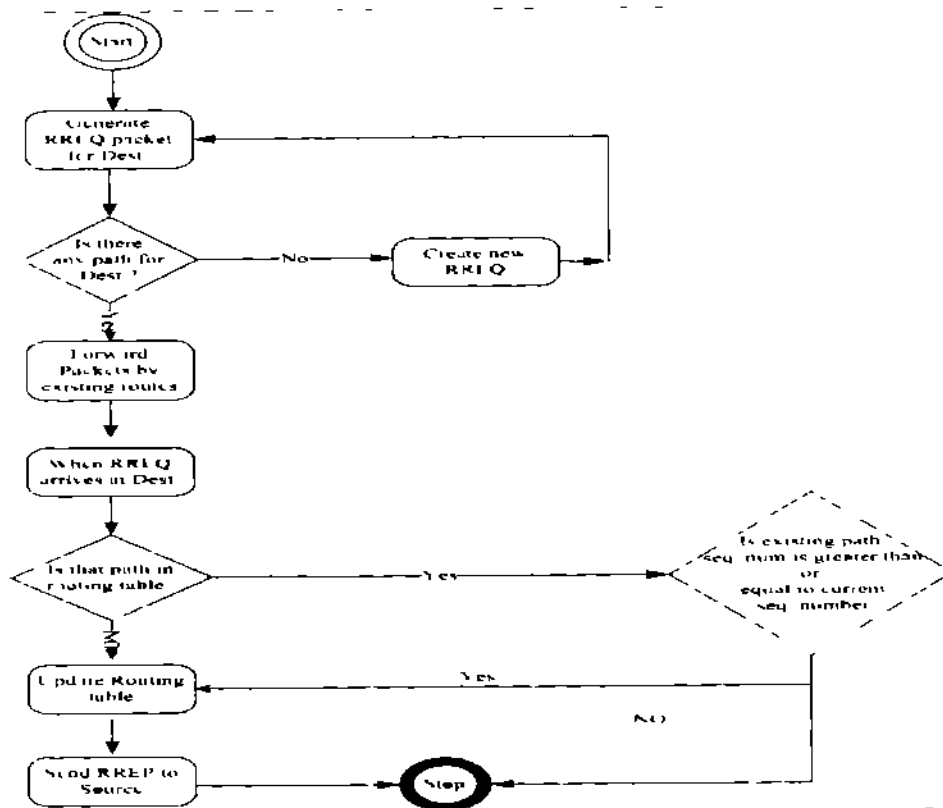 Start
Generate
RREQ packet
for Dest
Is there
any path for
Dest ?
No
Create new
RREQ
Yes
Forward
Packets by
existing routes
When RREQ
arrives in Dest
Is that path in
routing table
Yes
Is existing path
seq num is greater than
or
equal to current
seq number
Update Routing
table
Yes
NO
Send RREP to
Source
Stop